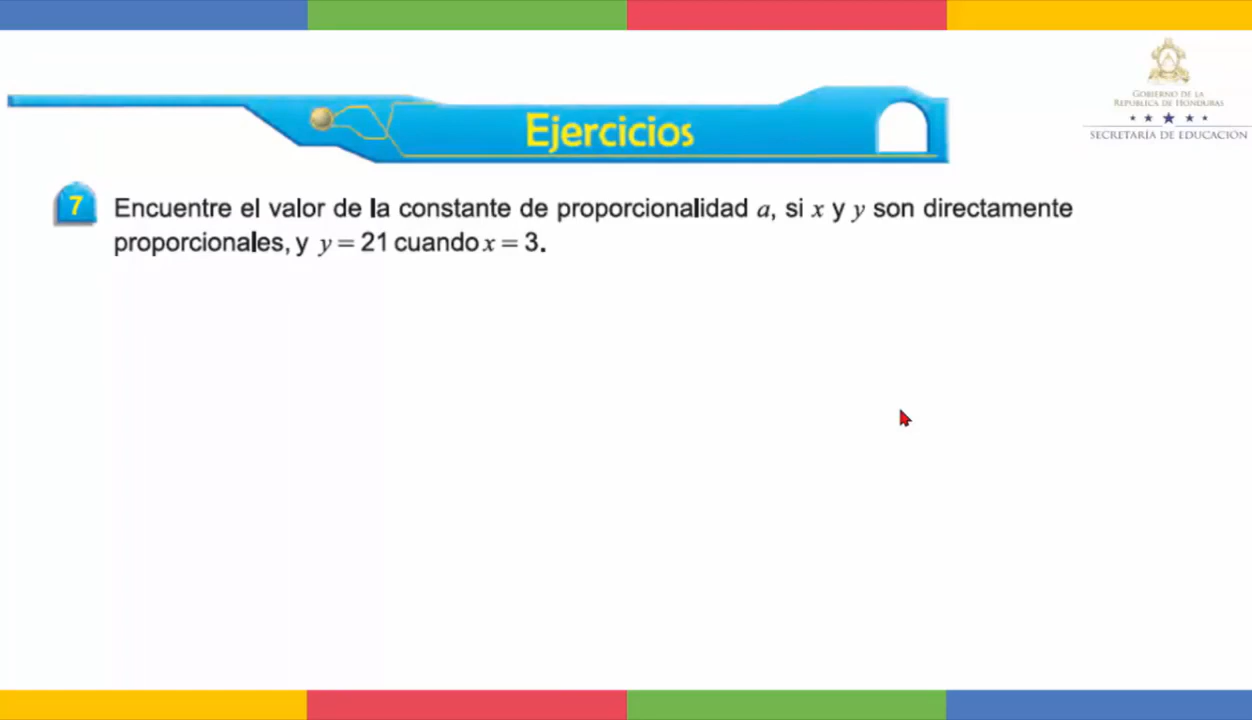 Ejercicios
GOBIERNO DE LA
REPÚBLICA DE HONDURAS
SECRETARÍA DE EDUCACIÓN
7
Encuentre el valor de la constante de proporcionalidad a, si x y y son directamente
proporcionales, y y = 21 cuando x = 3.